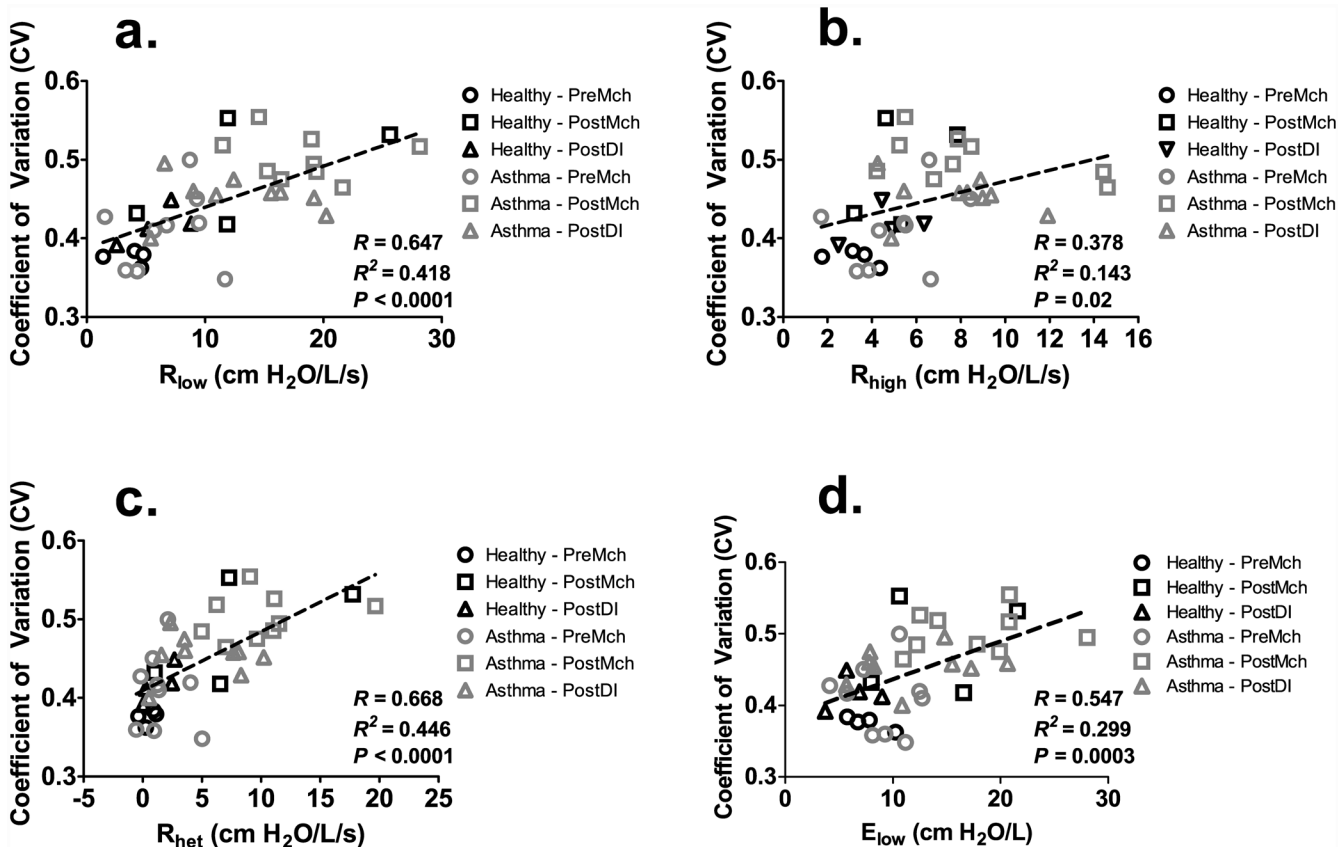 a.
Coefficient of Variation (CV)
0.6
0.5
0.4
0.3
0 10 20 30
R_low (cm H₂O/L/s)
Healthy - PreMch
Healthy - PostMch
Healthy - PostDI
Asthma - PreMch
Asthma - PostMch
Asthma - PostDI
R = 0.647
R² = 0.418
P < 0.0001
b.
Coefficient of Variation (CV)
0.6
0.5
0.4
0.3
2 4 6 8 10 12 14 16
R_high (cm H₂O/L/s)
Healthy - PreMch
Healthy - PostMch
Healthy - PostDI
Asthma - PreMch
Asthma - PostMch
Asthma - PostDI
R = 0.378
R² = 0.143
P = 0.02
c.
Coefficient of Variation (CV)
0.6
0.5
0.4
0.3
-5 0 5 10 15 20 25
R_het (cm H₂O/L/s)
Healthy - PreMch
Healthy - PostMch
Healthy - PostDI
Asthma - PreMch
Asthma - PostMch
Asthma - PostDI
R = 0.668
R² = 0.446
P < 0.0001
d.
Coefficient of Variation (CV)
0.6
0.5
0.4
0.3
0 10 20 30
E_low (cm H₂O/L)
Healthy - PreMch
Healthy - PostMch
Healthy - PostDI
Asthma - PreMch
Asthma - PostMch
Asthma - PostDI
R = 0.547
R² = 0.299
P = 0.0003